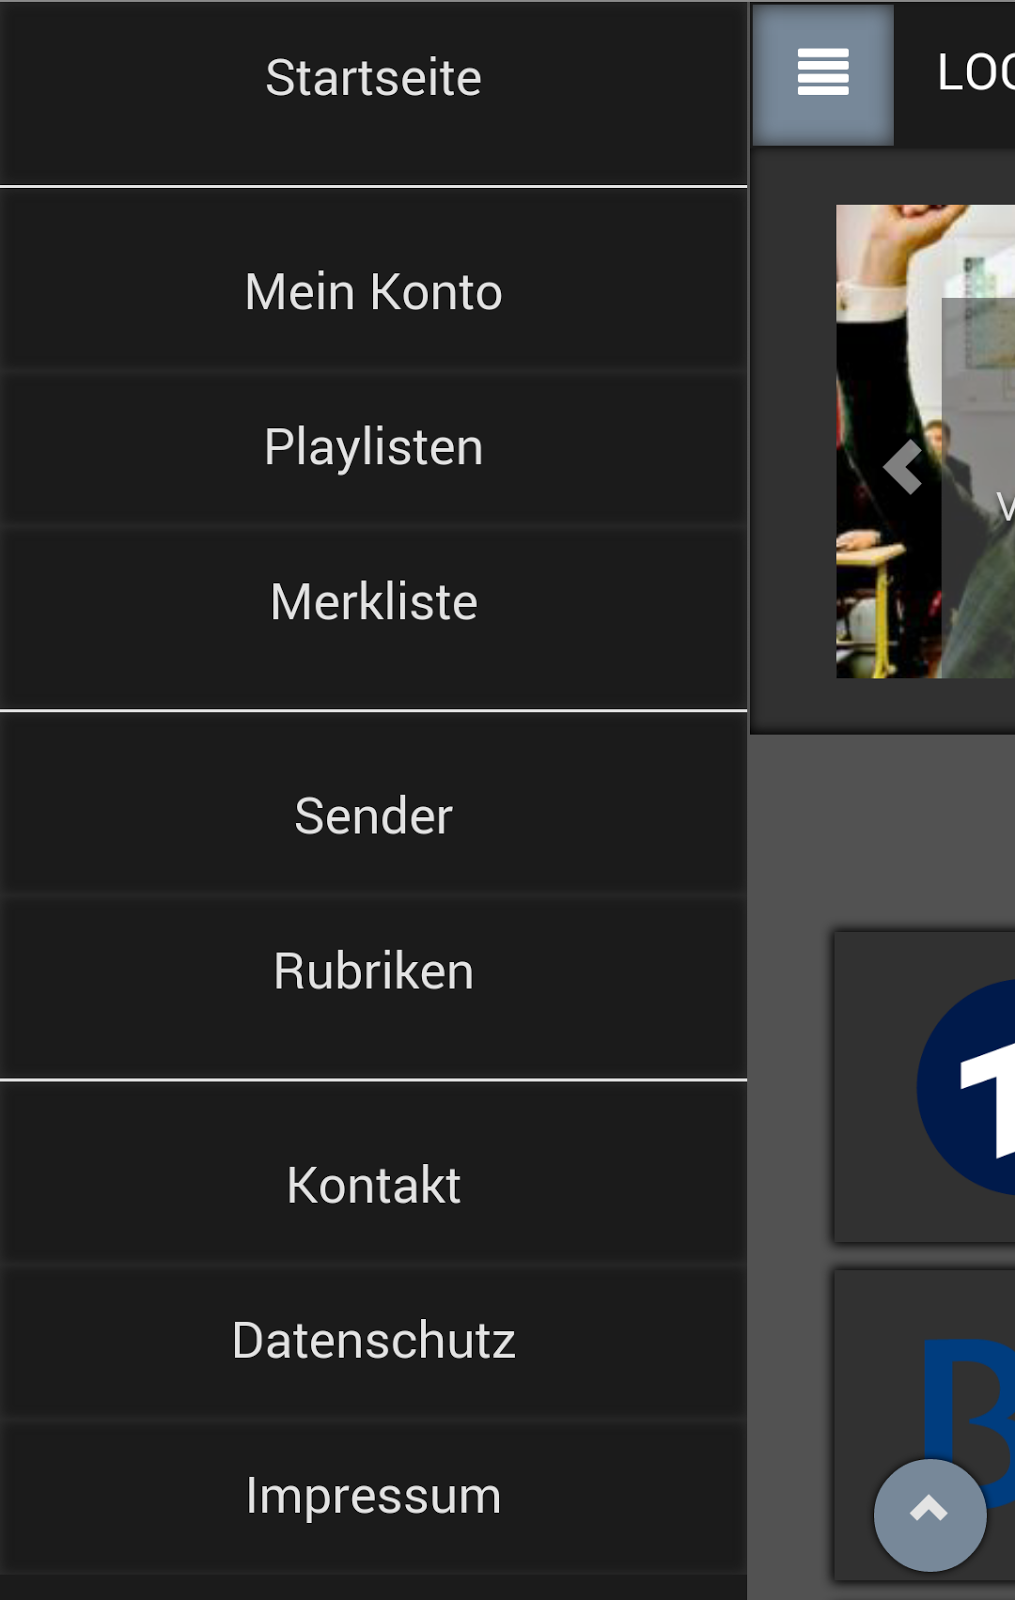 Startseite
Mein Konto
Playlisten
Merkliste
Sender
Rubriken
Kontakt
Datenschutz
Impressum